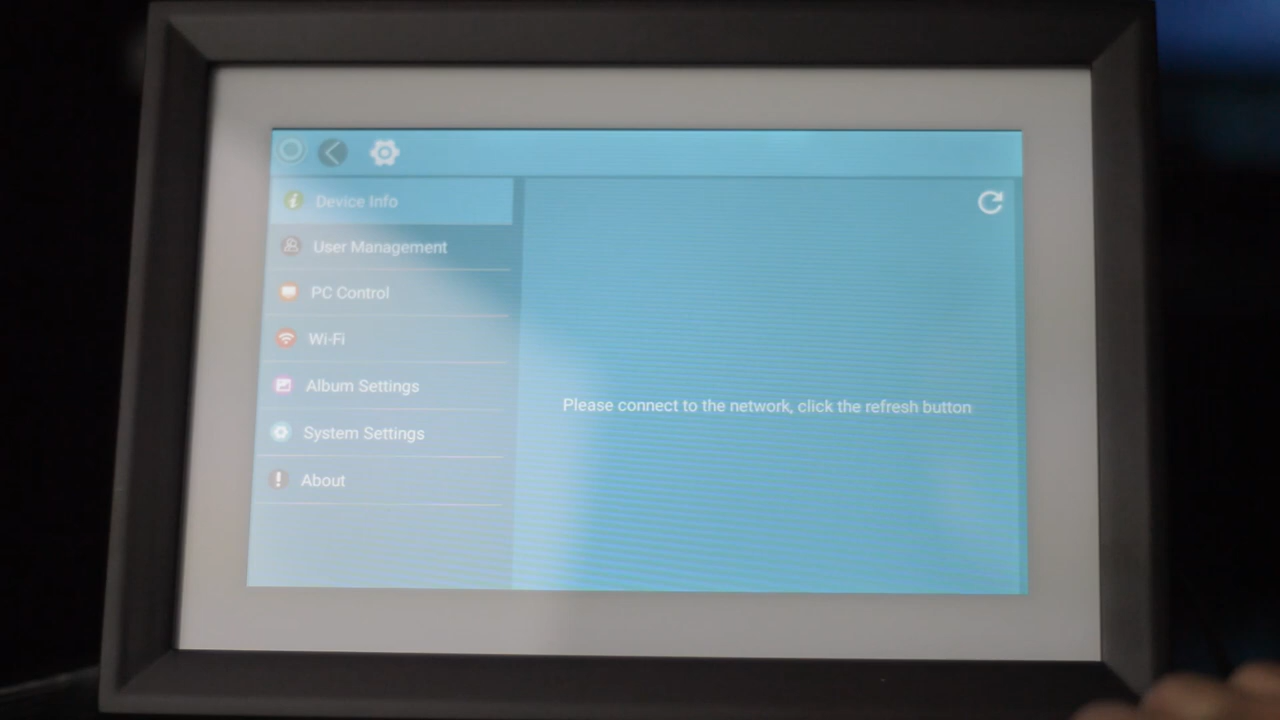 Device Info
User Management
PC Control
Wi-Fi
Album Settings
System Settings
About
Please connect to the network, click the refresh button